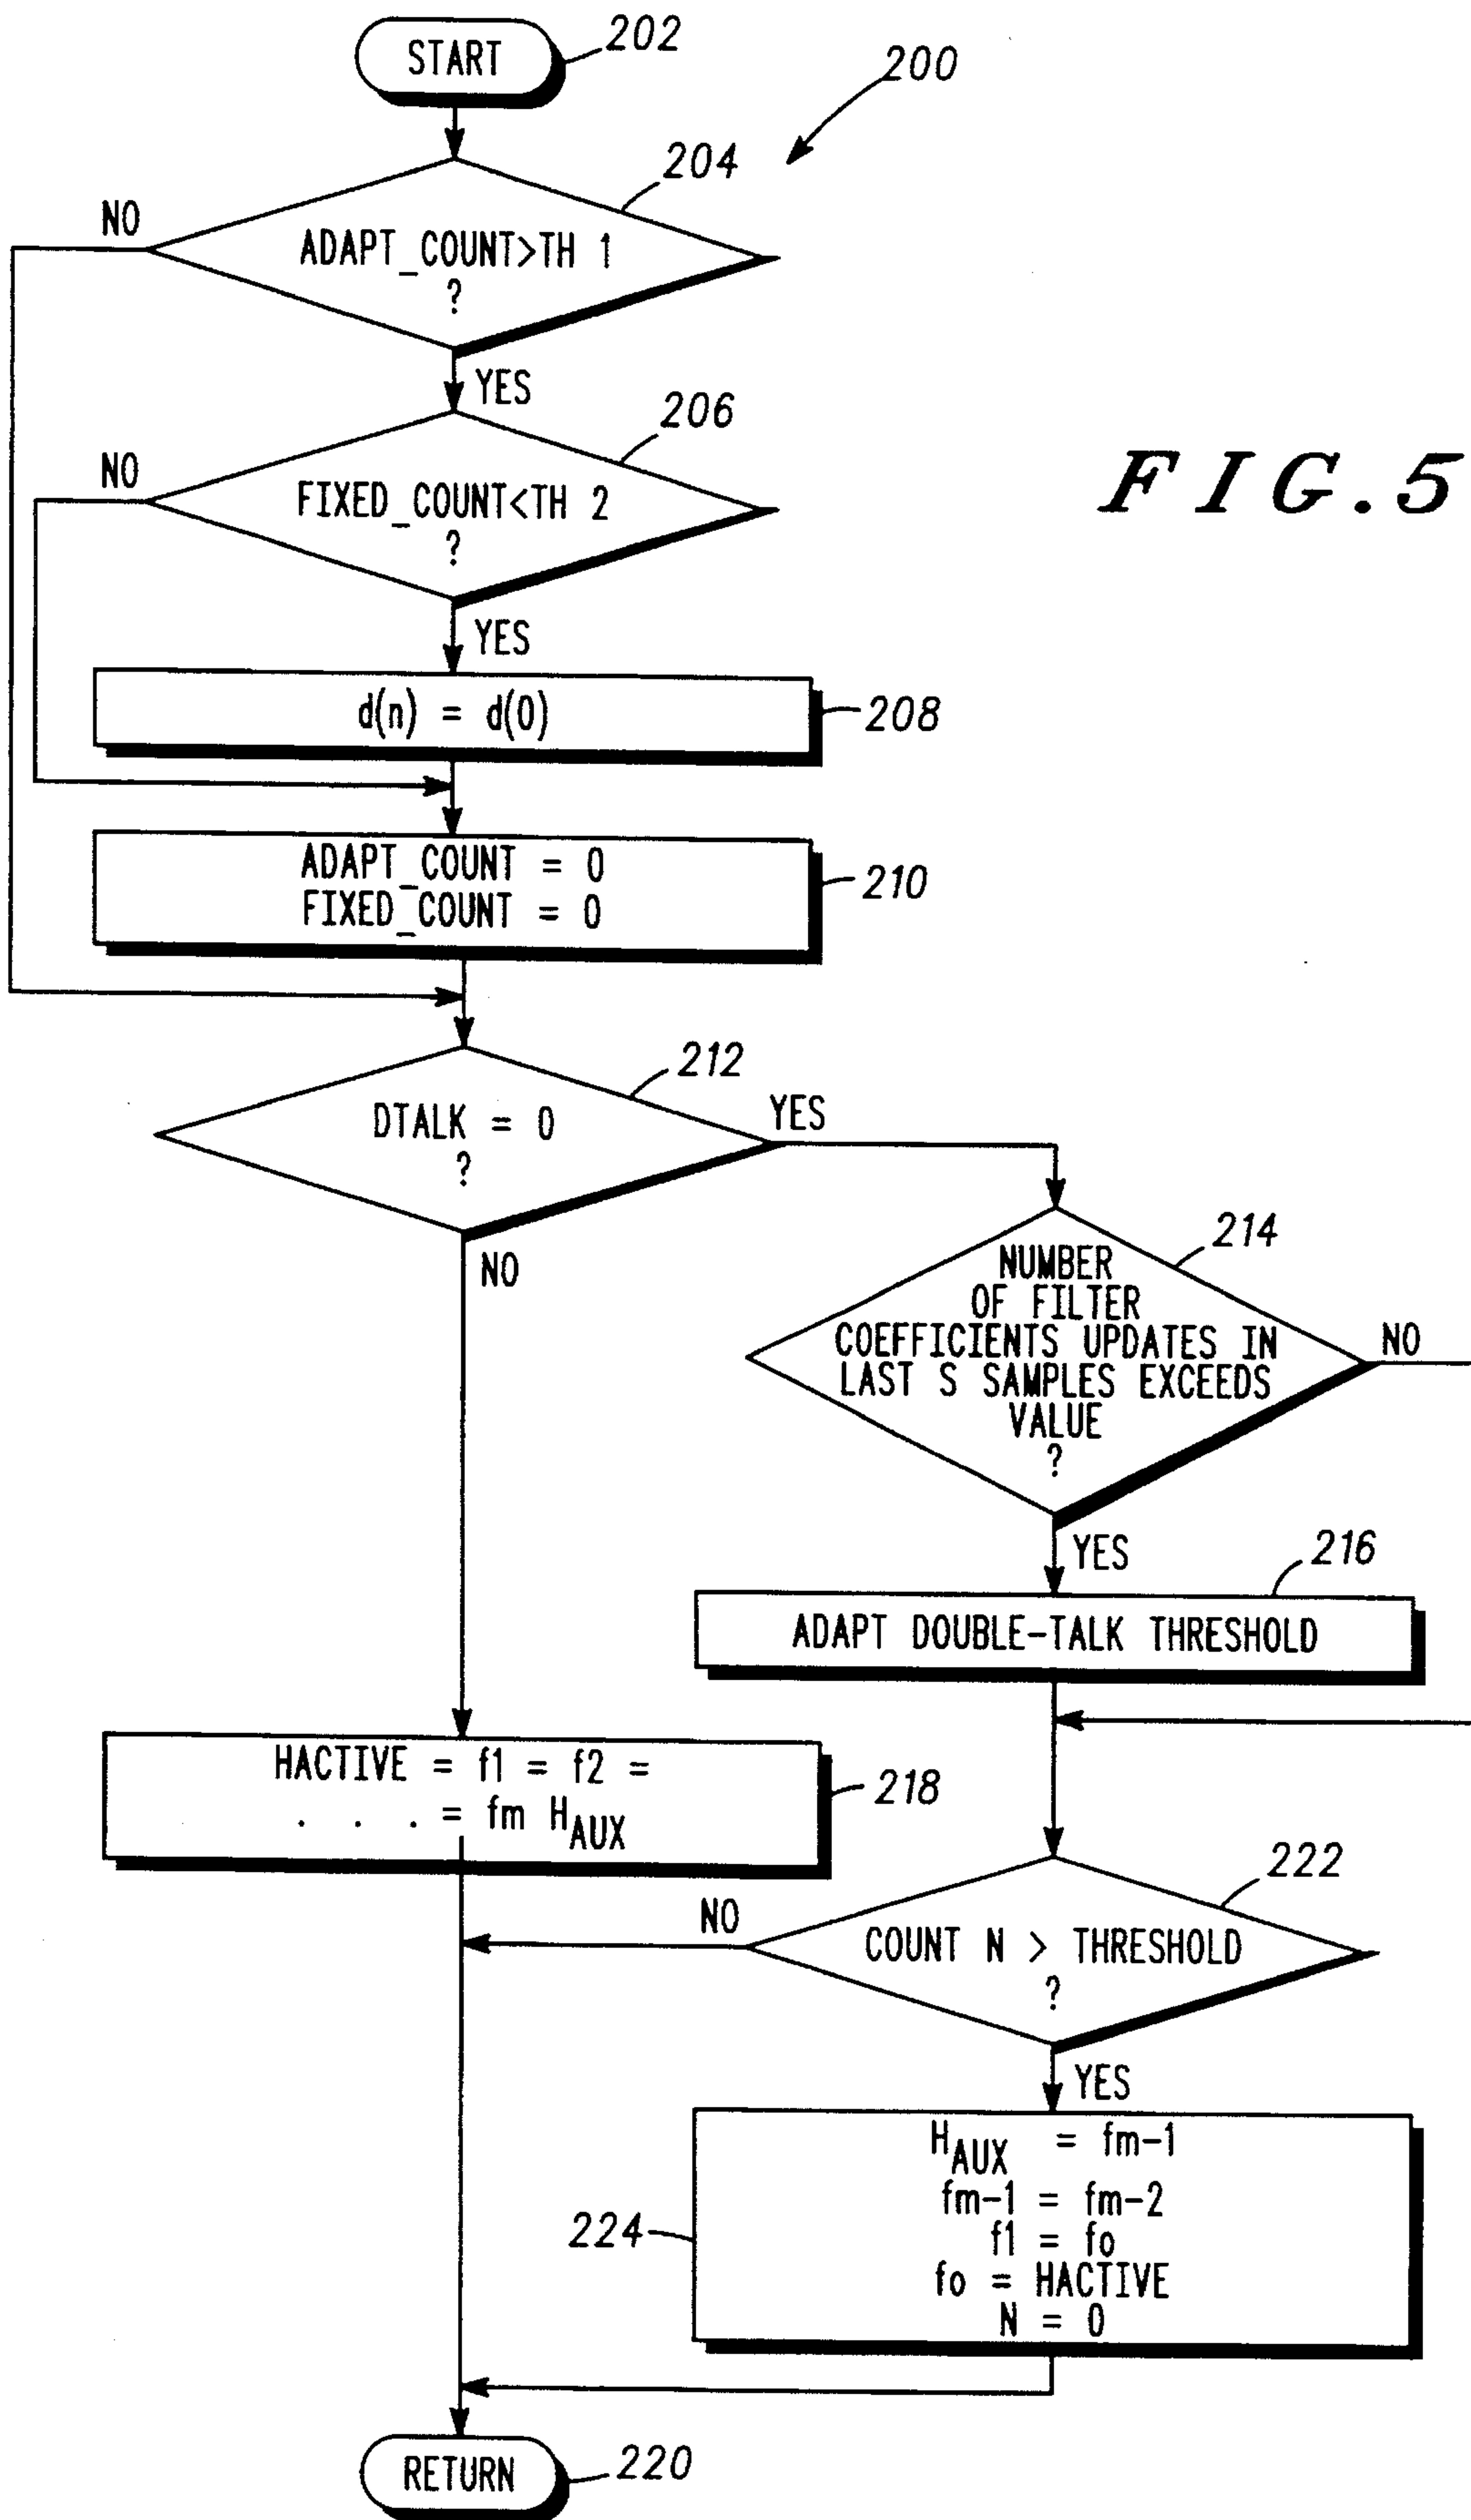 START
202
200
204
NO
ADAPT_COUNT>TH 1
?
YES
206
NO
FIXED_COUNT<TH 2
?
FIG.5
YES
d(n) = d(0)
208
ADAPT_COUNT = 0
FIXED_COUNT = 0
210
212
DTALK = 0
?
YES
NO
214
NUMBER
OF FILTER
COEFFICIENTS UPDATES IN
LAST S SAMPLES EXCEEDS
VALUE
?
NO
YES
216
ADAPT DOUBLE-TALK THRESHOLD
HACTIVE = f1 = f2 =
. . . = fm HAUX
218
222
NO
COUNT N > THRESHOLD
?
YES
HAUX = fm-1
fm-1 = fm-2
f1 = fo
fo = HACTIVE
N = 0
224
RETURN
220